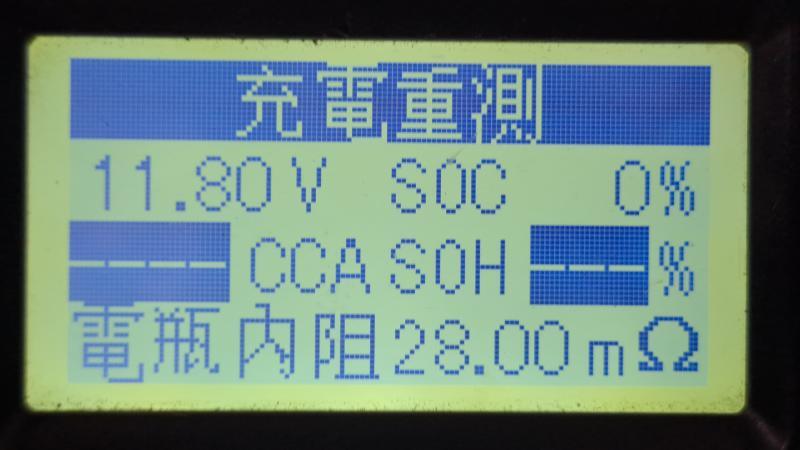 充電重測
11.80V SOC 0%
---- CCA SOH ---%
電瓶內阻28.00mΩ